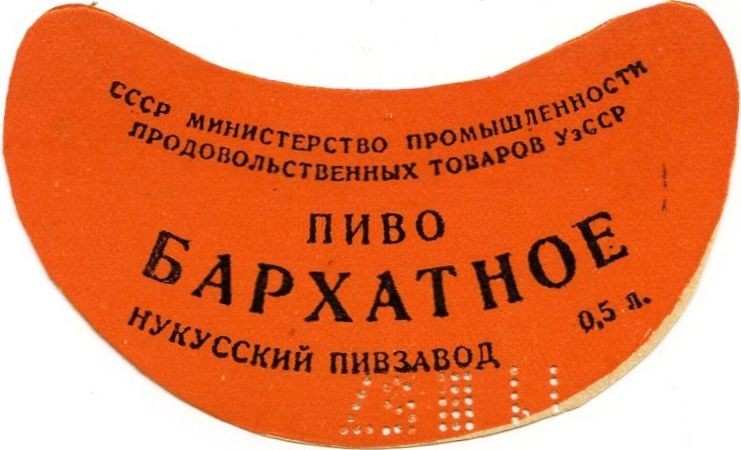 СССР МИНИСТЕРСТВО ПРОМЫШЛЕННОСТИ
ПРОДОВОЛЬСТВЕННЫХ ТОВАРОВ УзССР
ПИВО
БАРХАТНОЕ
НУКУССКИЙ ПИВЗАВОД
0,5 л.